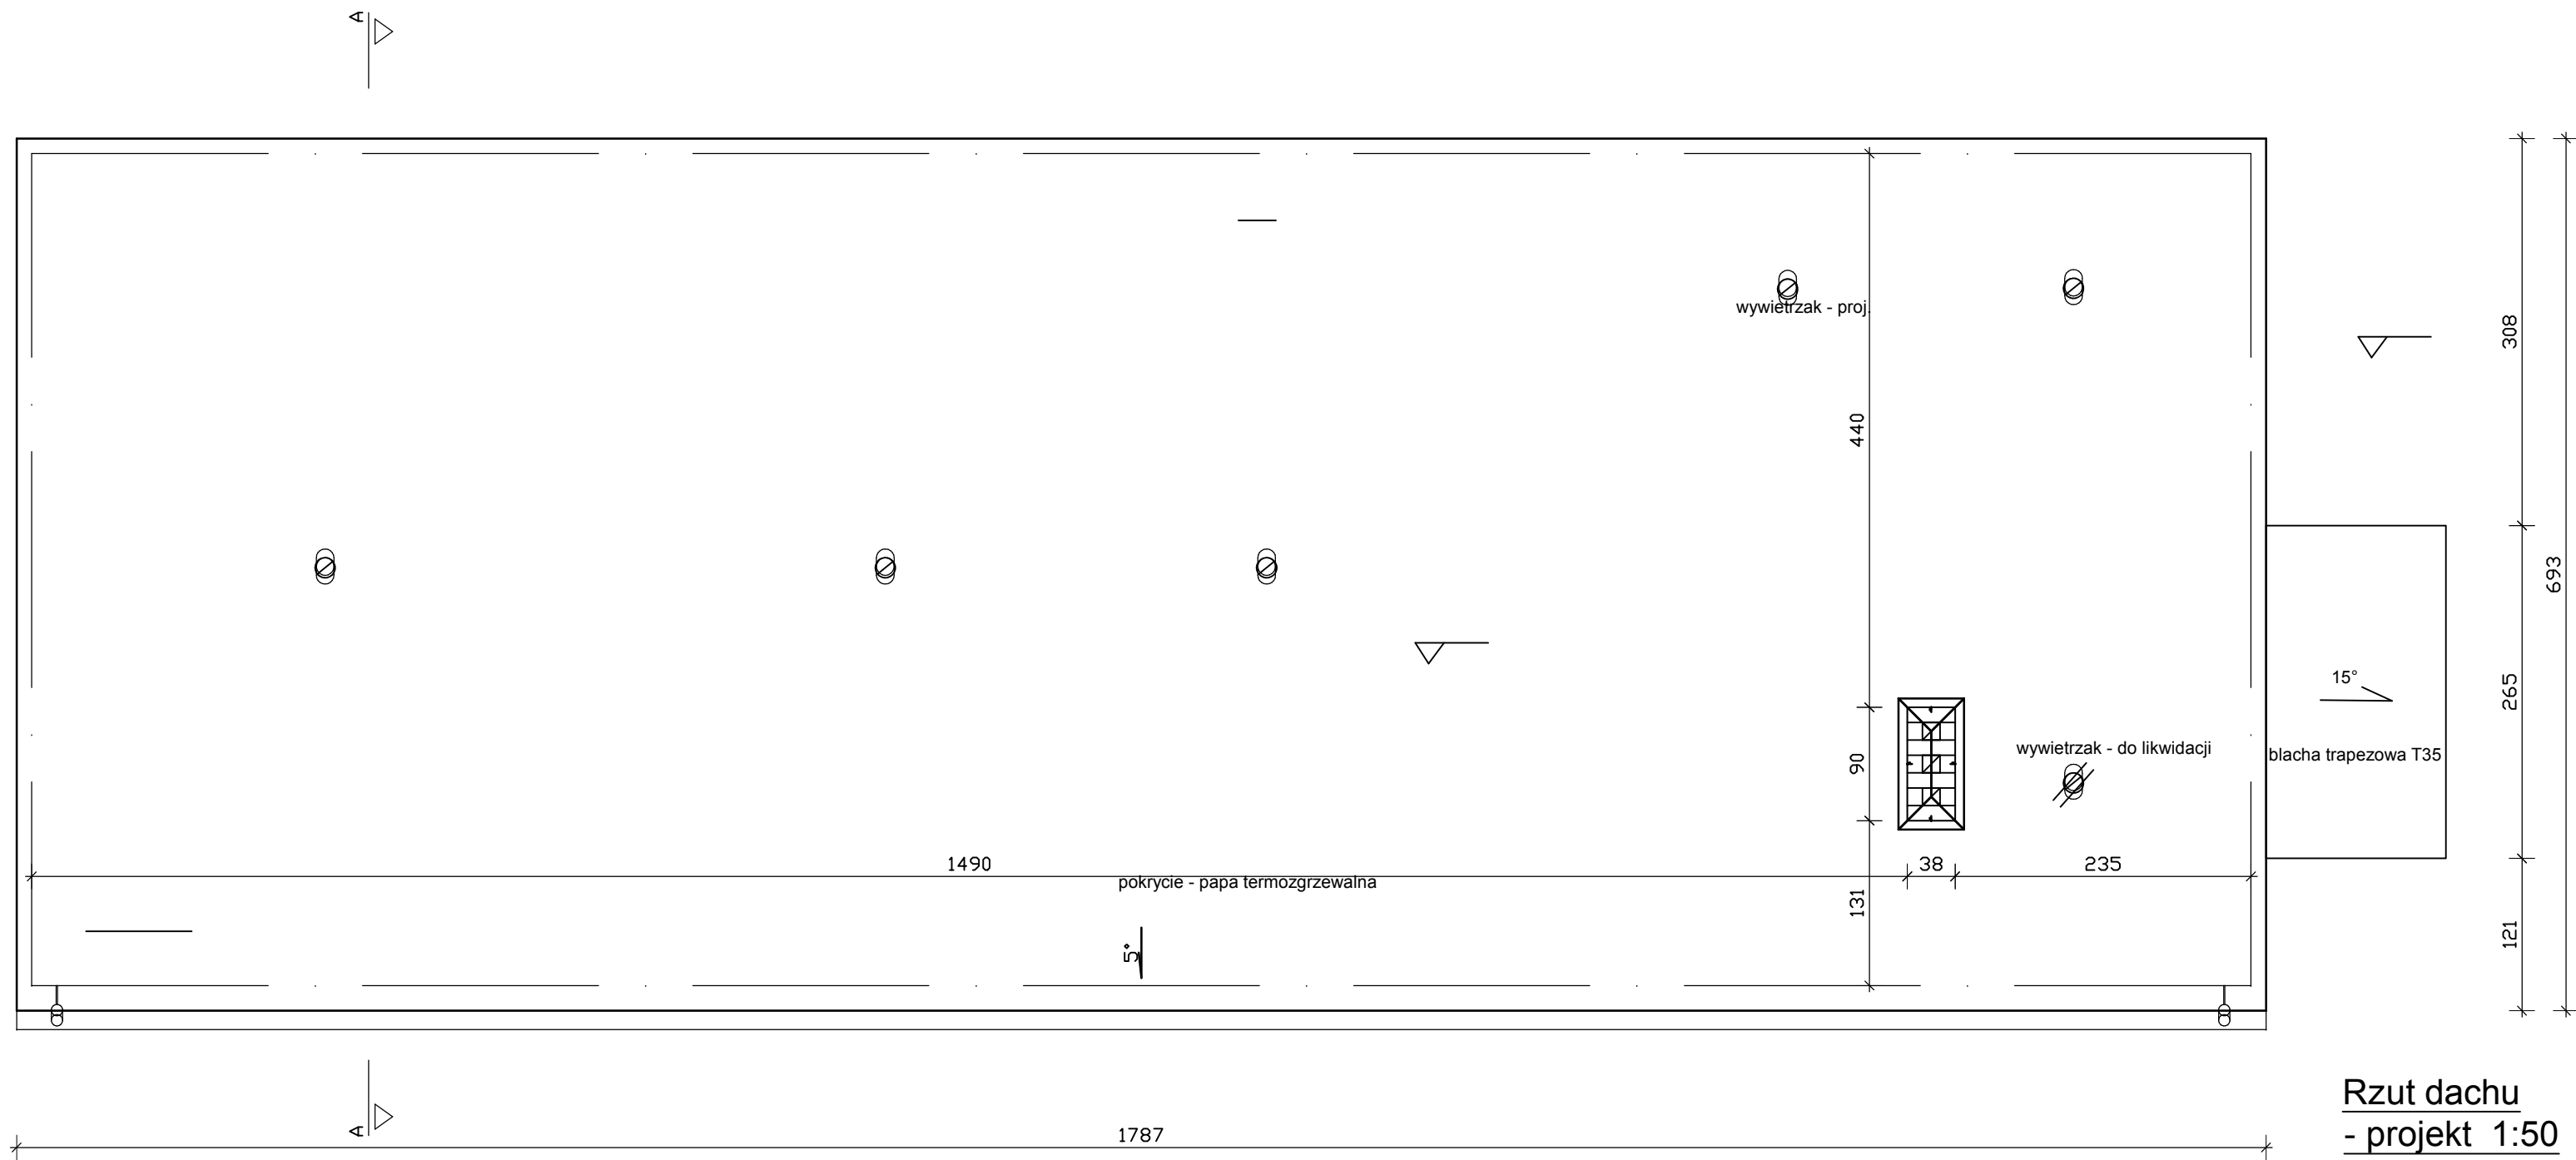 A
wywietrzak - proj.
308
440
693
265
15°
wywietrzak - do likwidacji
blacha trapezowa T35
90
1490
38
235
pokrycie - papa termozgrzewalna
131
121
5°
A
1787
Rzut dachu
- projekt 1:50